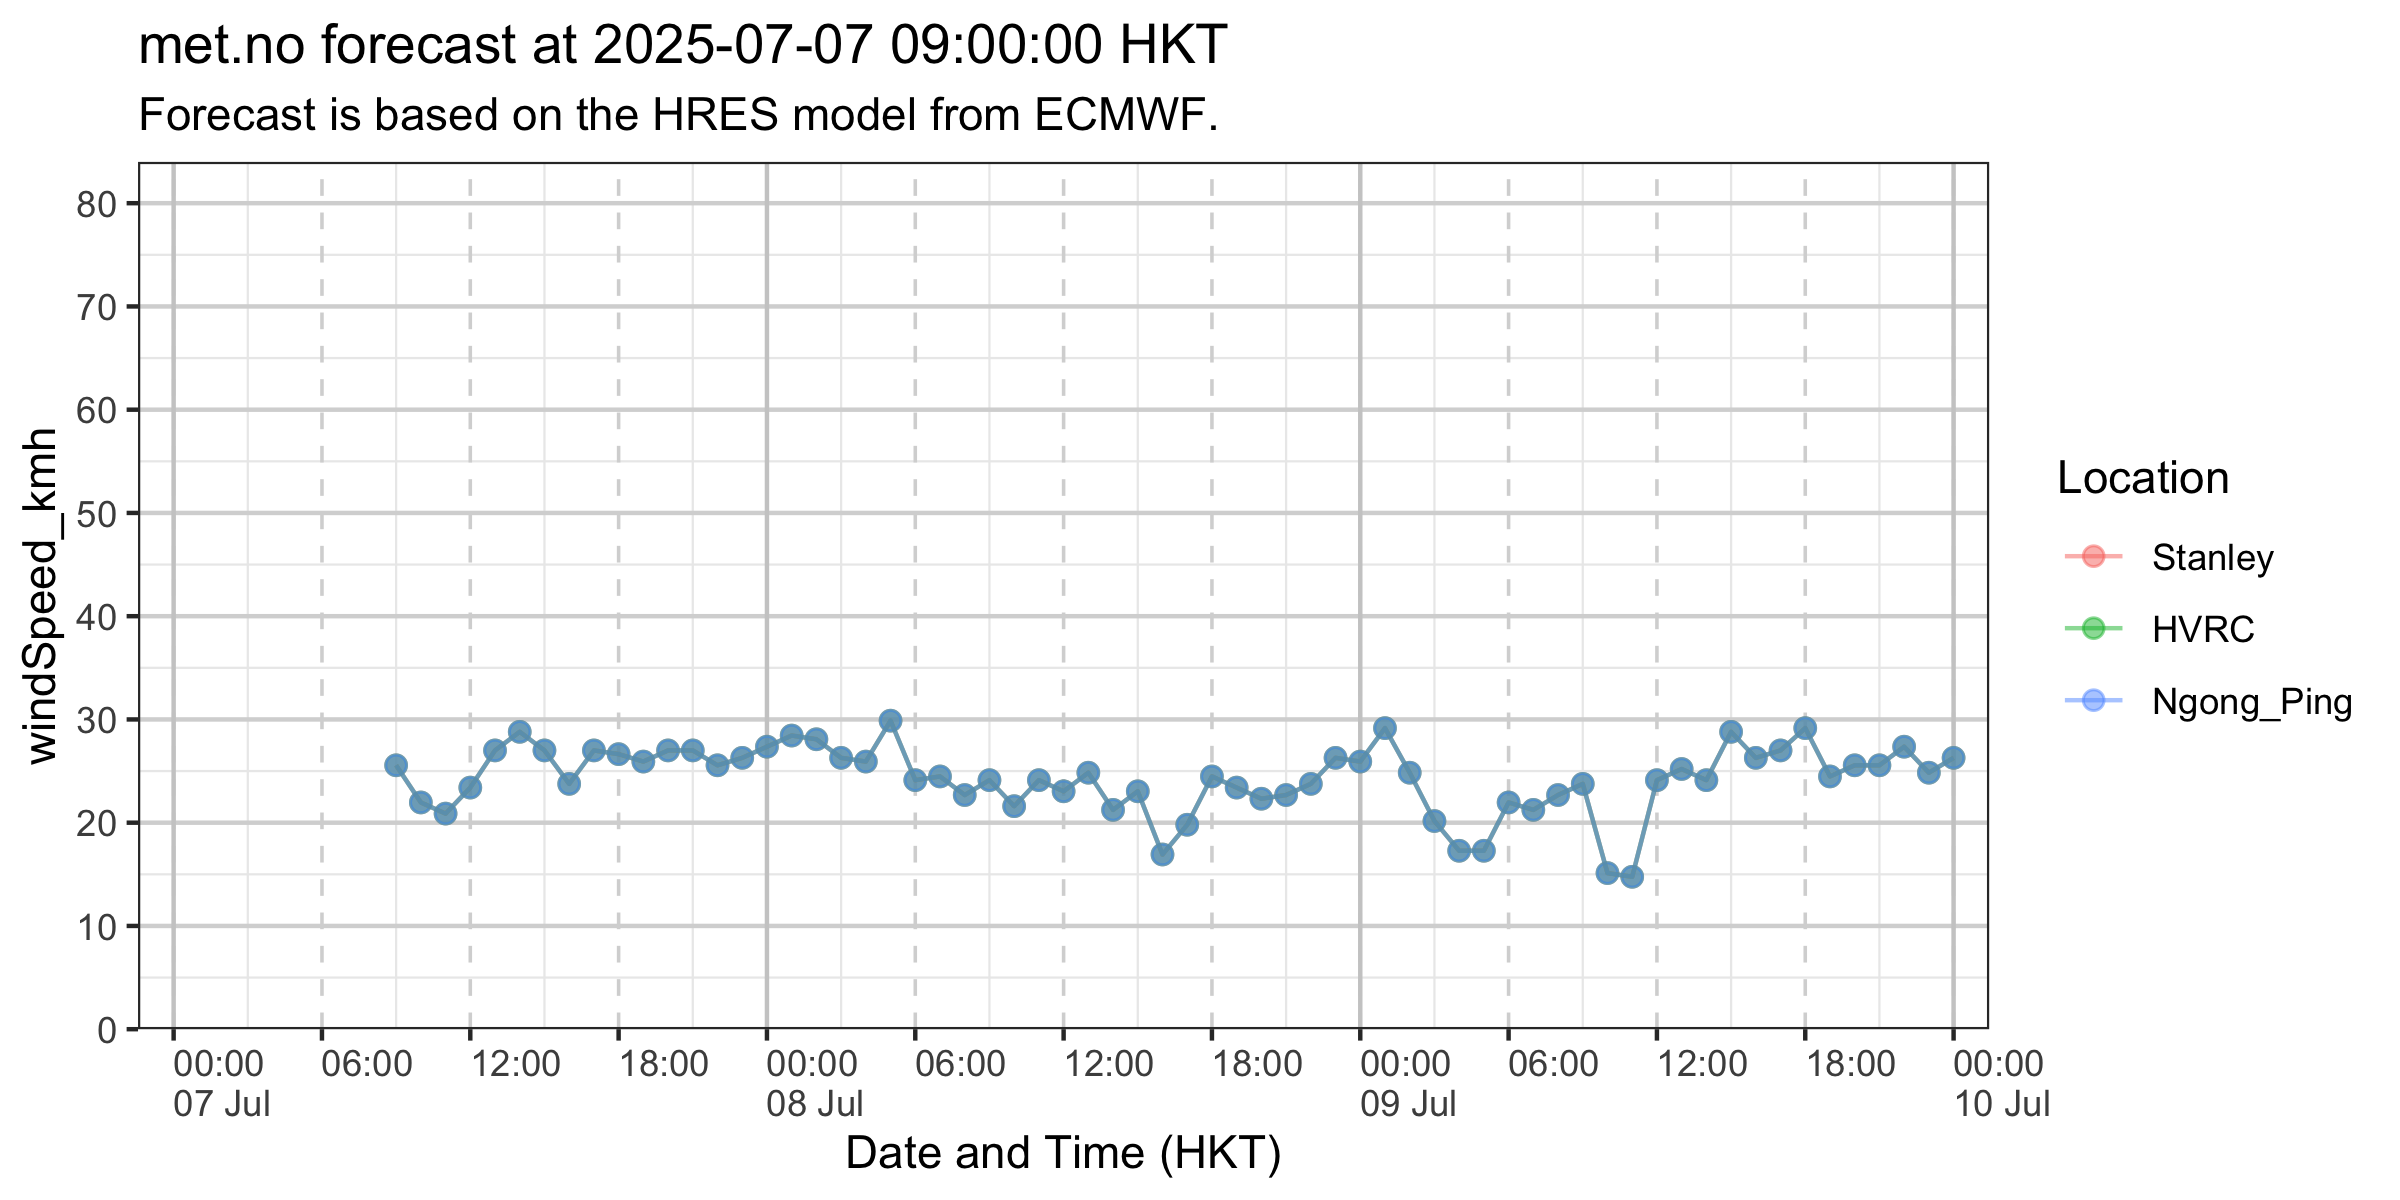 met.no forecast at 2025-07-07 09:00:00 HKT
Forecast is based on the HRES model from ECMWF.
windSpeed_kmh
80
70
60
50
40
30
20
10
0
00:00 06:00 12:00 18:00 00:00 06:00 12:00 18:00 00:00 06:00 12:00 18:00 00:00
07 Jul 08 Jul 09 Jul 10 Jul
Date and Time (HKT)
Location
Stanley
HVRC
Ngong_Ping